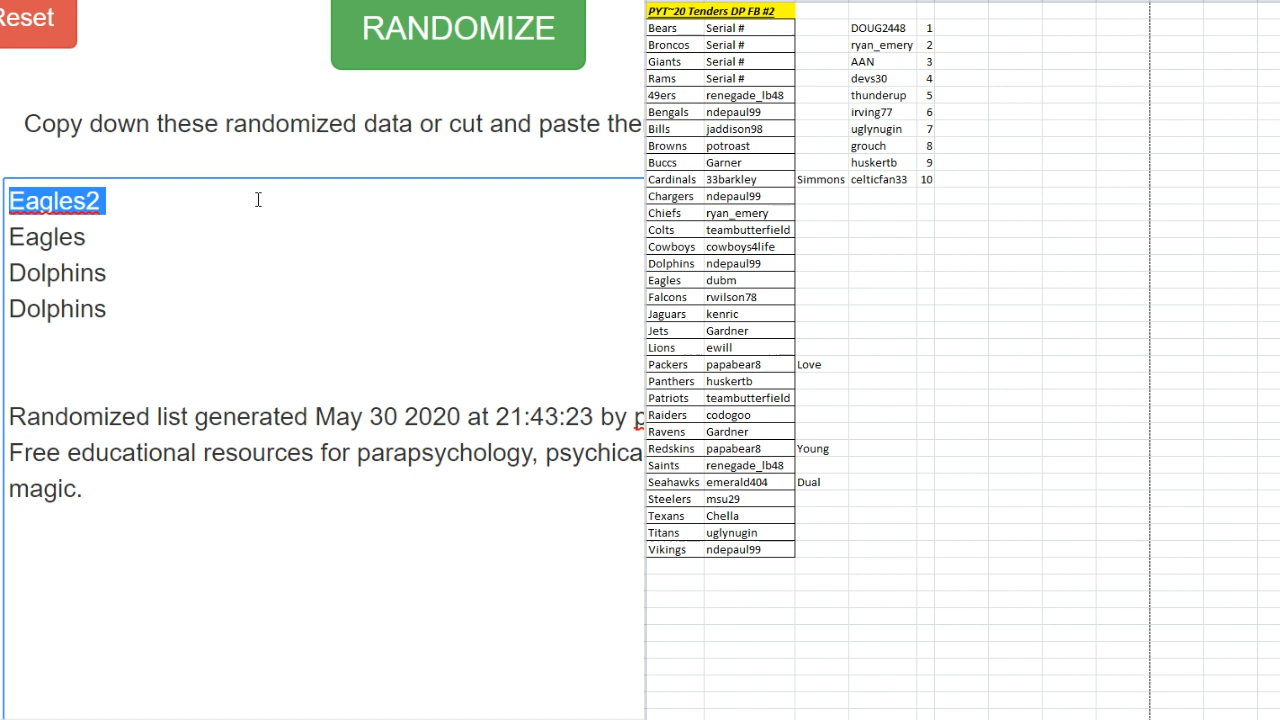 Reset
RANDOMIZE
Copy down these randomized data or cut and paste the
Eagles2
Eagles
Dolphins
Dolphins
Randomized list generated May 30 2020 at 21:43:23 by p
Free educational resources for parapsychology, psychica
magic.
PYT~20 Tenders DP FB #2
Bears Serial # DOUG2448 1
Broncos Serial # ryan_emery 2
Giants Serial # AAN 3
Rams Serial # devs30 4
49ers renegade_lb48 thunderup 5
Bengals ndepaul99 irving77 6
Bills jaddison98 uglynugin 7
Browns potroast grouch 8
Buccs Garner huskertb 9
Cardinals 33barkley Simmons celticfan33 10
Chargers ndepaul99
Chiefs ryan_emery
Colts teambutterfield
Cowboys cowboys4life
Dolphins ndepaul99
Eagles dubm
Falcons rwilson78
Jaguars kenric
Jets Gardner
Lions ewill
Packers papabear8 Love
Panthers huskertb
Patriots teambutterfield
Raiders codogoo
Ravens Gardner
Redskins papabear8 Young
Saints renegade_lb48
Seahawks emerald404 Dual
Steelers msu29
Texans Chella
Titans uglynugin
Vikings ndepaul99